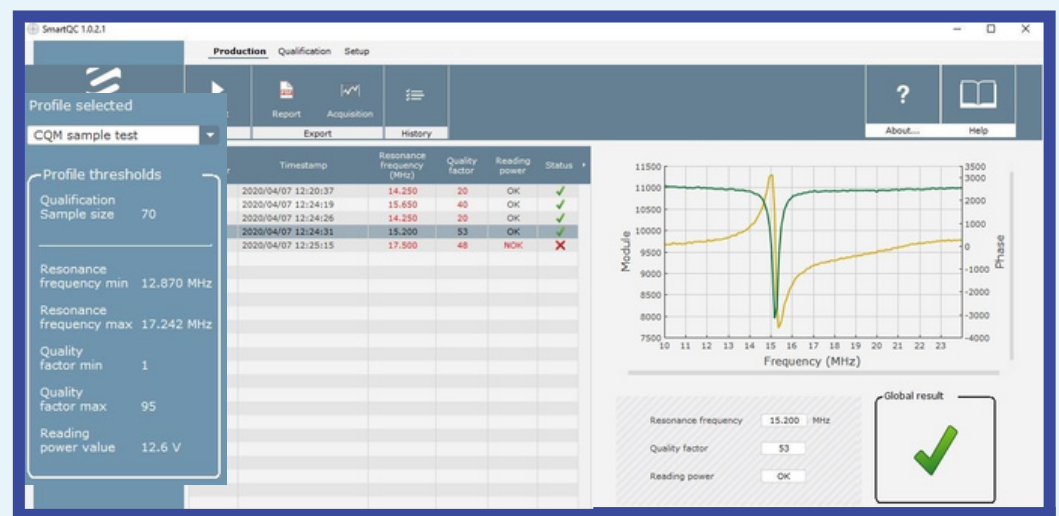 SmartQC 1.0.2.1
Production Qualification Setup
Report Acquisition
Export History
? About... Help
Profile selected
CQM sample test
Profile thresholds
Qualification
Sample size 70
Resonance
frequency min 12.870 MHz
Resonance
frequency max 17.242 MHz
Quality
factor min 1
Quality
factor max 95
Reading
power value 12.6 V
Timestamp Resonance frequency (MHz) Quality factor Reading power Status
2020/04/07 12:20:37 14.250 20 OK
2020/04/07 12:24:19 15.650 40 OK
2020/04/07 12:24:26 14.250 20 OK
2020/04/07 12:24:31 15.200 53 OK
2020/04/07 12:25:15 17.500 48 NOK
11500
11000
10500
10000
9500
9000
8500
8000
7500
Module
3500
3000
2000
1000
0
-1000
-2000
-3000
-4000
Phase
10 11 12 13 14 15 16 17 18 19 20 21 22 23
Frequency (MHz)
Resonance frequency 15.200 MHz
Quality factor 53
Reading power OK
Global result